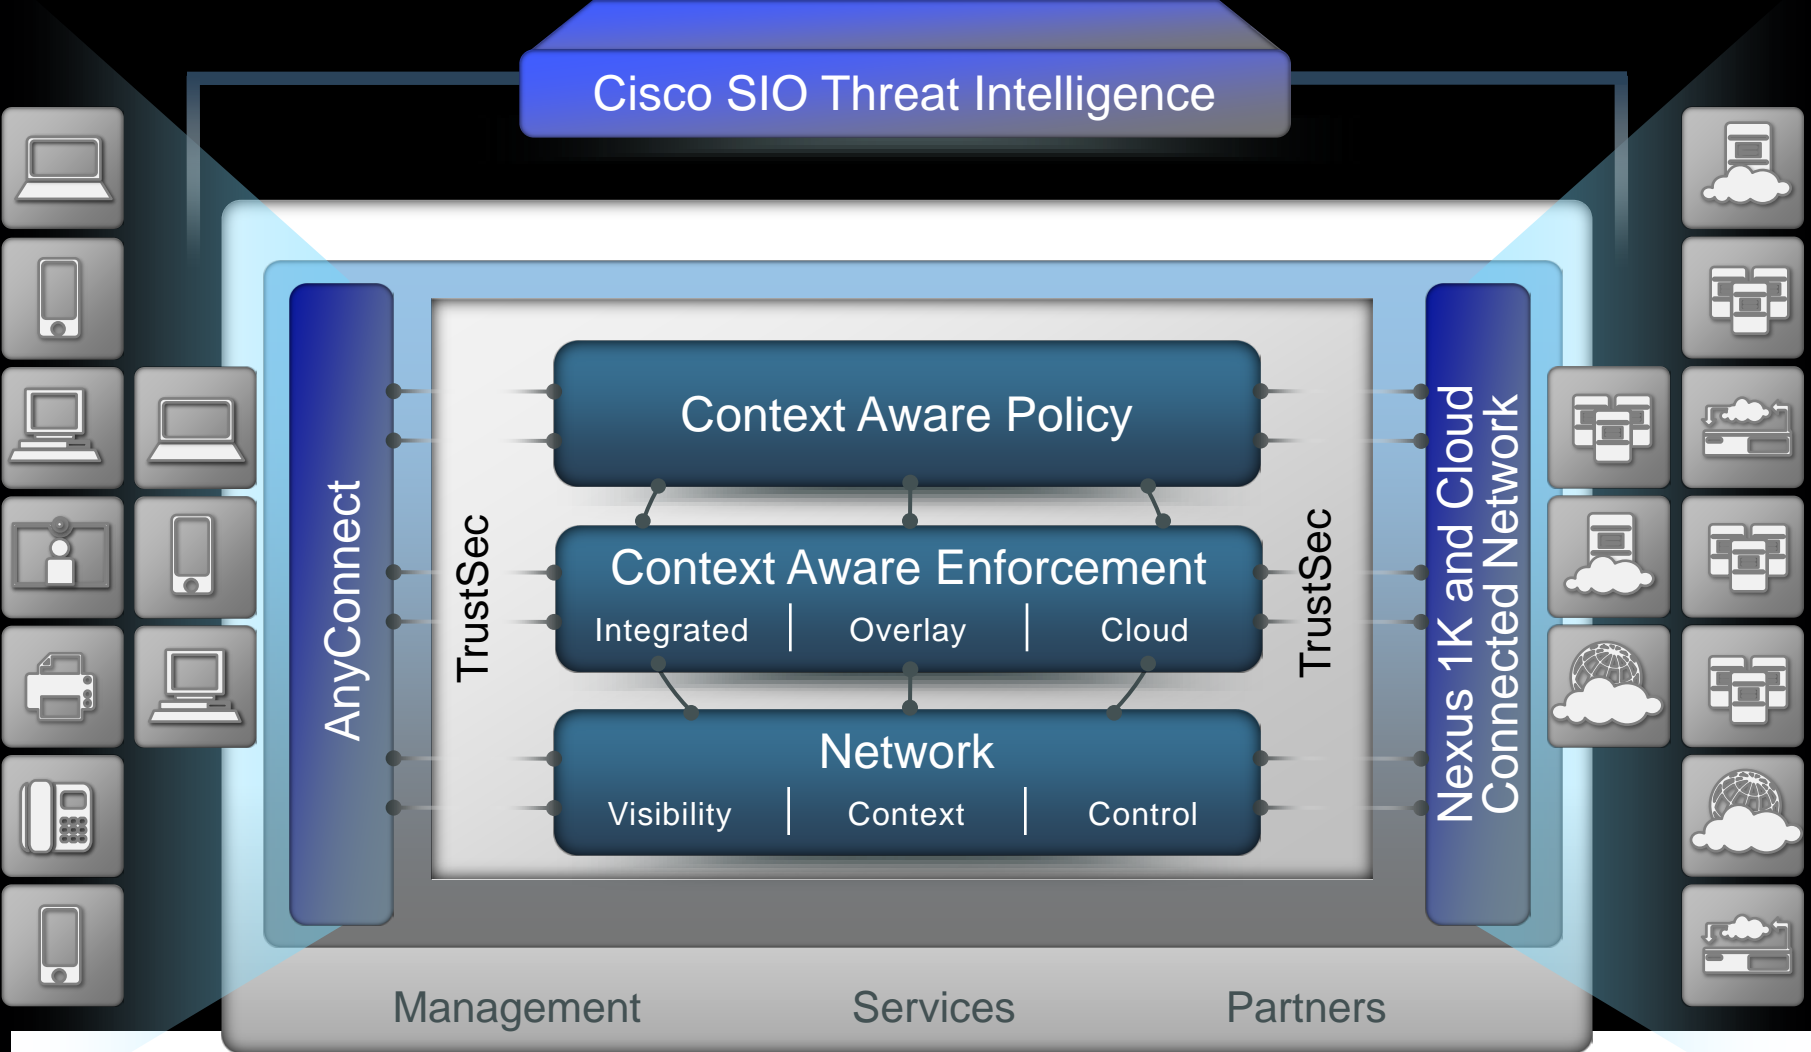 Cisco SIO Threat Intelligence
AnyConnect
TrustSec
Context Aware Policy
Context Aware Enforcement
Integrated | Overlay | Cloud
Network
Visibility | Context | Control
TrustSec
Nexus 1K and Cloud
Connected Network
Management Services Partners